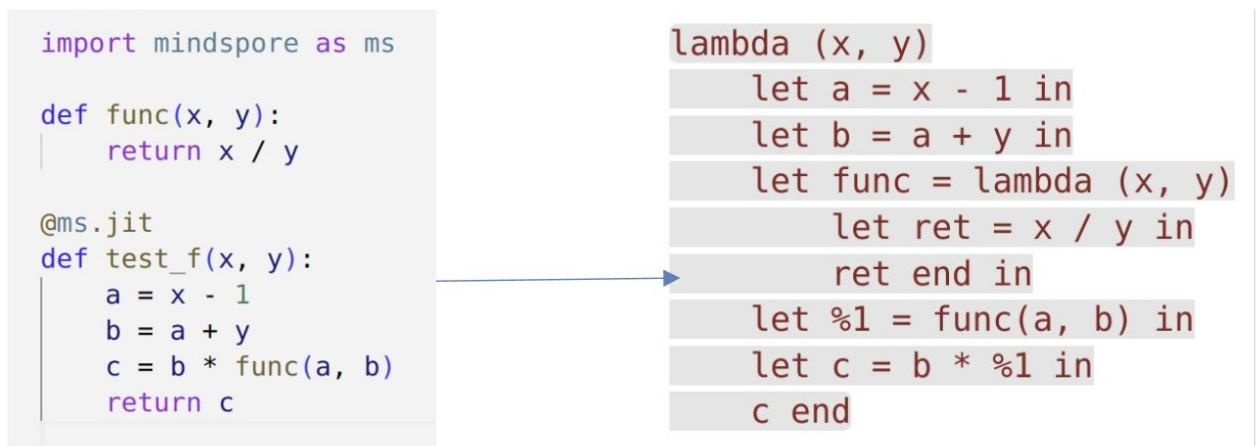 import mindspore as ms
def func(x, y):
    return x / y
@ms.jit
def test_f(x, y):
    a = x - 1
    b = a + y
    c = b * func(a, b)
    return c
lambda (x, y)
    let a = x - 1 in
    let b = a + y in
    let func = lambda (x, y)
        let ret = x / y in
        ret end in
    let %1 = func(a, b) in
    let c = b * %1 in
    c end